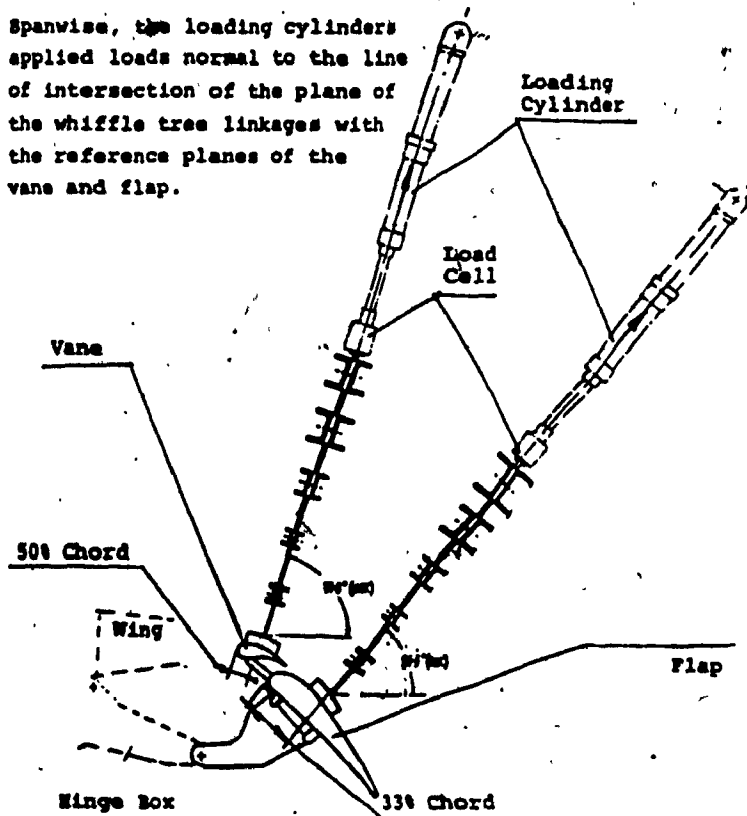 Spanwise, the loading cylinders
applied loads normal to the line
of intersection of the plane of
the whiffle tree linkages with
the reference planes of the
vane and flap.
Loading
Cylinder
Load
Cell
Vane
50% Chord
Wing
Flap
Hinge Box
33% Chord